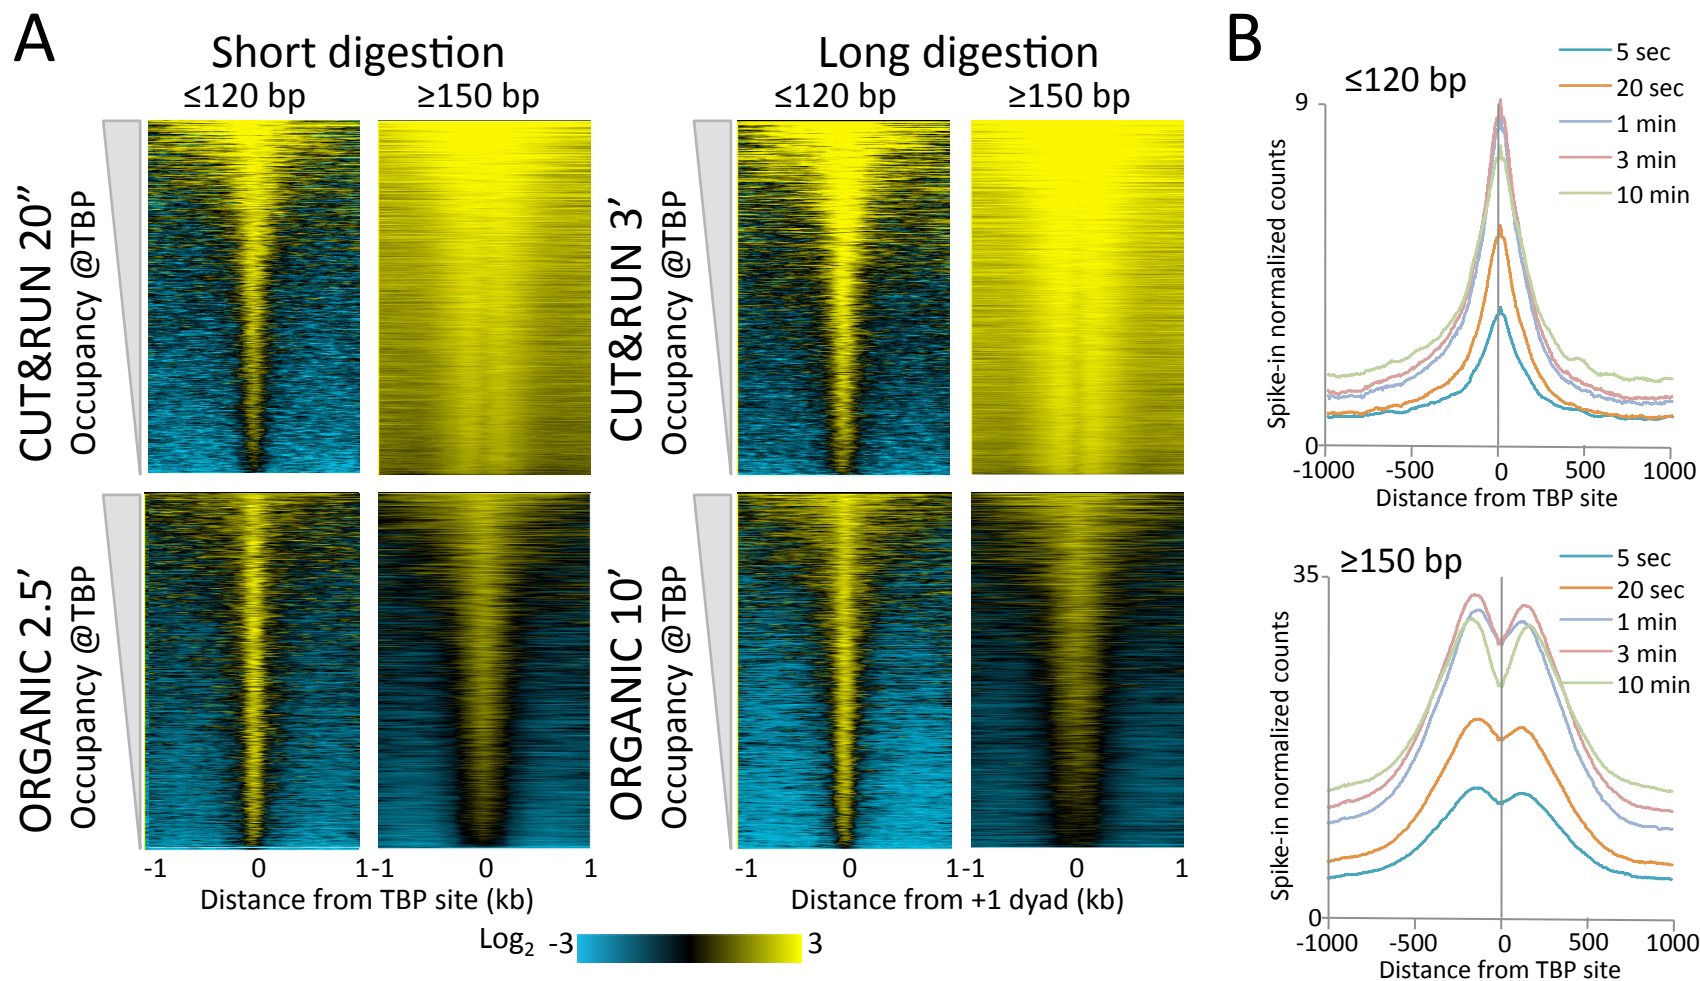 A
Short digestion
≤120 bp
≥150 bp
Long digestion
≤120 bp
≥150 bp
CUT&RUN 20”
Occupancy @TBP
CUT&RUN 3’
Occupancy @TBP
ORGANIC 2.5’
Occupancy @TBP
ORGANIC 10’
Occupancy @TBP
-1 0 1 -1 0 1
Distance from TBP site (kb)
-1 0 1 -1 0 1
Distance from +1 dyad (kb)
Log2 -3 3
B
≤120 bp
5 sec
20 sec
1 min
3 min
10 min
Spike-in normalized counts
9
0
-1000 -500 0 500 1000
Distance from TBP site
≥150 bp
5 sec
20 sec
1 min
3 min
10 min
Spike-in normalized counts
35
0
-1000 -500 0 500 1000
Distance from TBP site